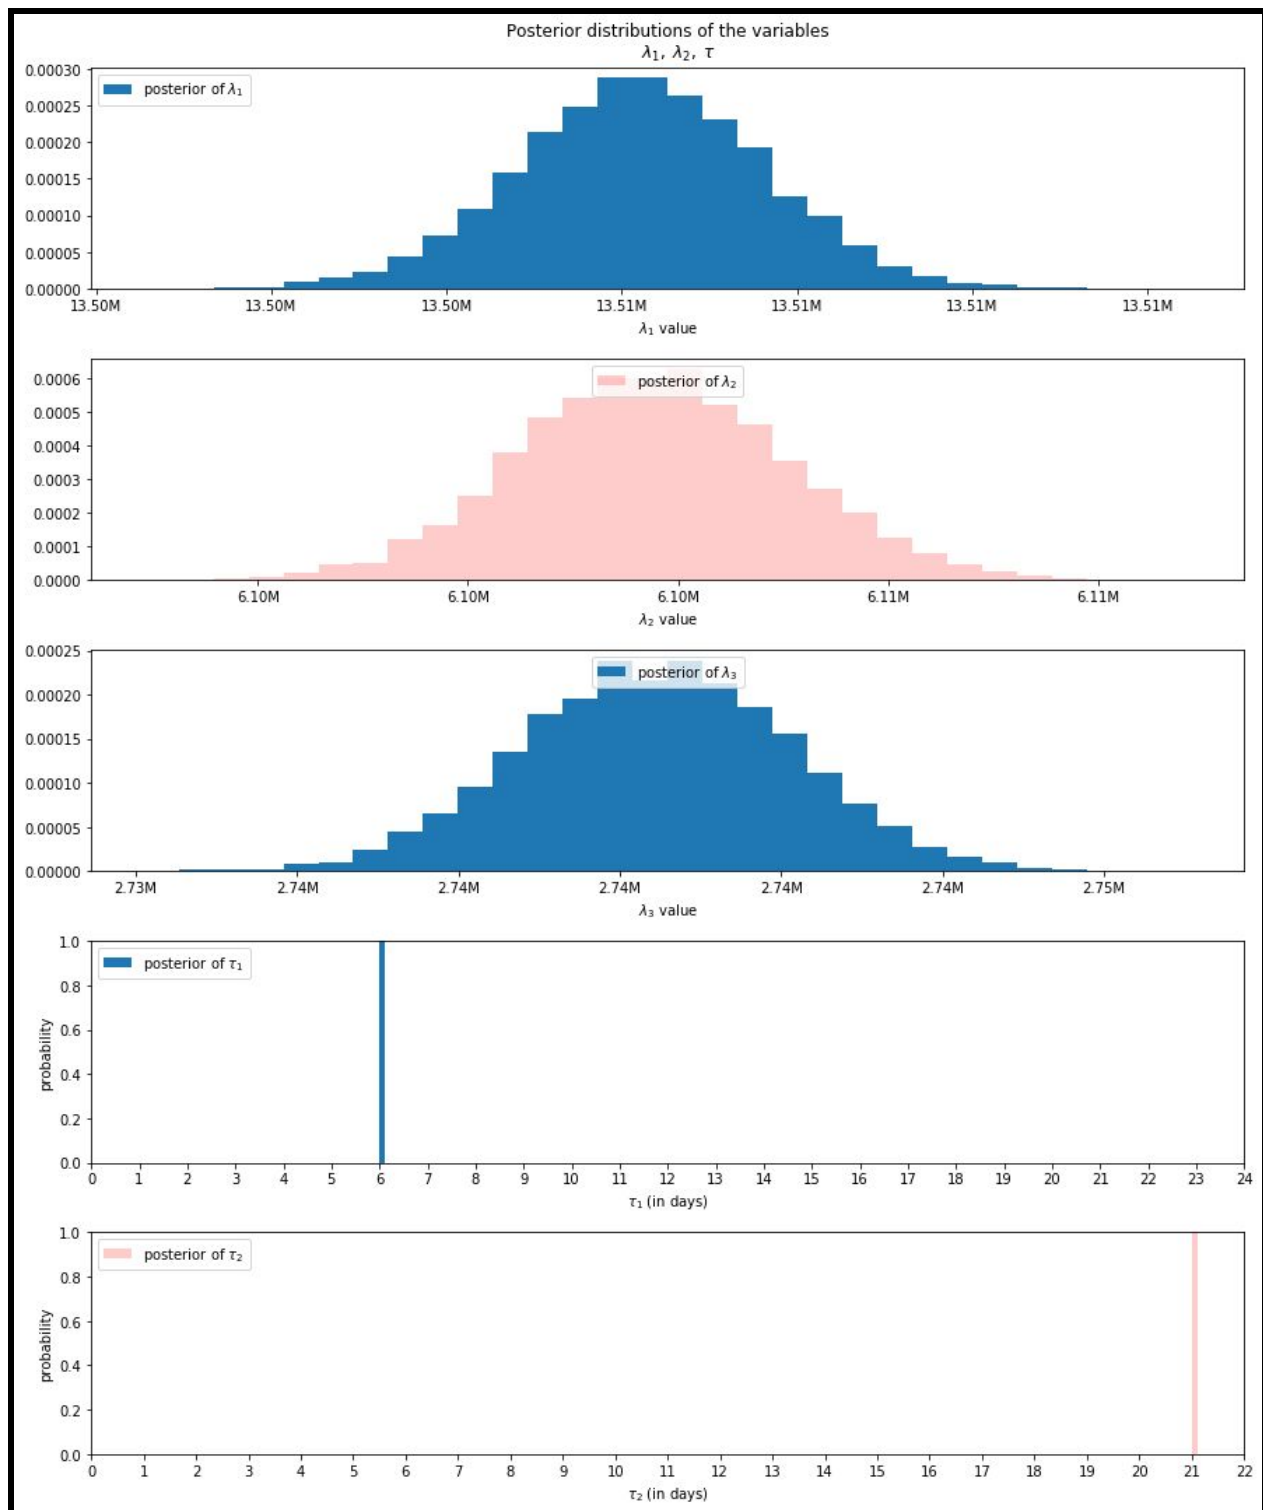 Posterior distributions of the variables
λ₁, λ₂, τ
0.00030
0.00025
0.00020
0.00015
0.00010
0.00005
0.00000
posterior of λ₁
13.50M 13.50M 13.50M 13.51M 13.51M 13.51M 13.51M
λ₁ value
0.0006
0.0005
0.0004
0.0003
0.0002
0.0001
0.0000
posterior of λ₂
6.10M 6.10M 6.10M 6.11M 6.11M
λ₂ value
0.00025
0.00020
0.00015
0.00010
0.00005
0.00000
posterior of λ₃
2.73M 2.74M 2.74M 2.74M 2.74M 2.74M 2.75M
λ₃ value
probability
1.0
0.8
0.6
0.4
0.2
0.0
posterior of τ₁
0 1 2 3 4 5 6 7 8 9 10 11 12 13 14 15 16 17 18 19 20 21 22 23 24
τ₁ (in days)
probability
1.0
0.8
0.6
0.4
0.2
0.0
posterior of τ₂
0 1 2 3 4 5 6 7 8 9 10 11 12 13 14 15 16 17 18 19 20 21 22
τ₂ (in days)